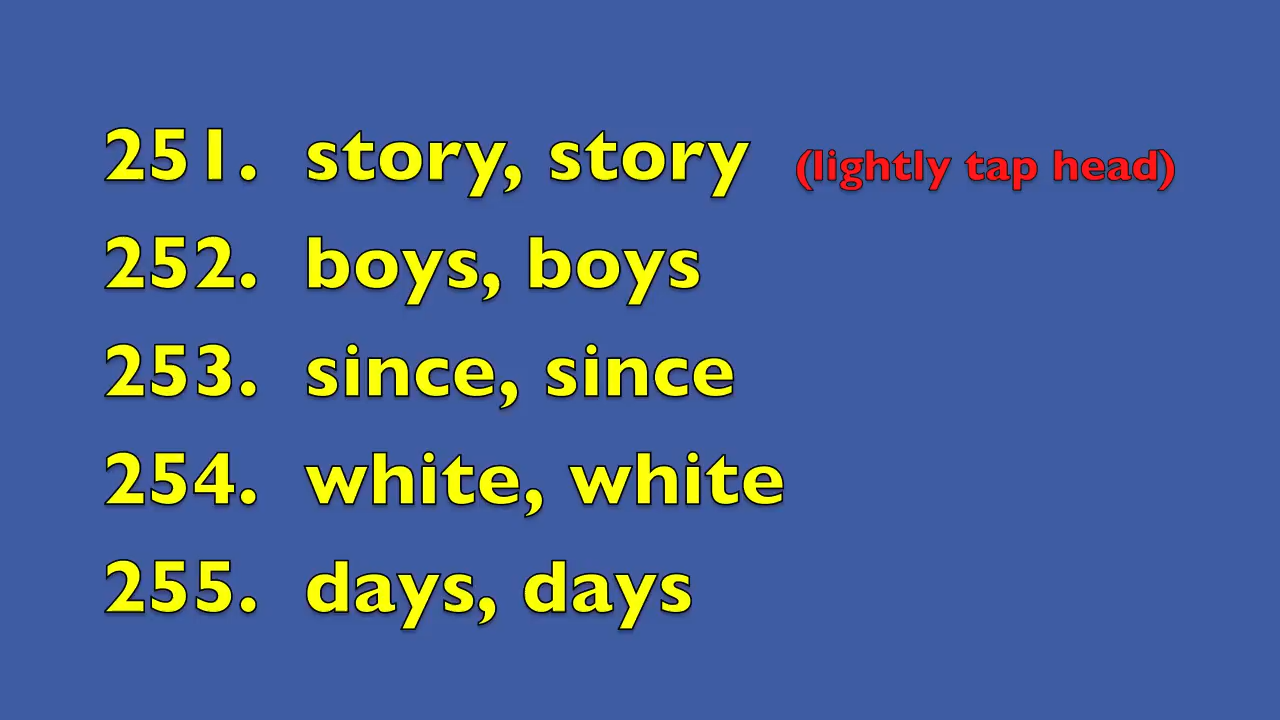 251. story, story (lightly tap head)
252. boys, boys
253. since, since
254. white, white
255. days, days